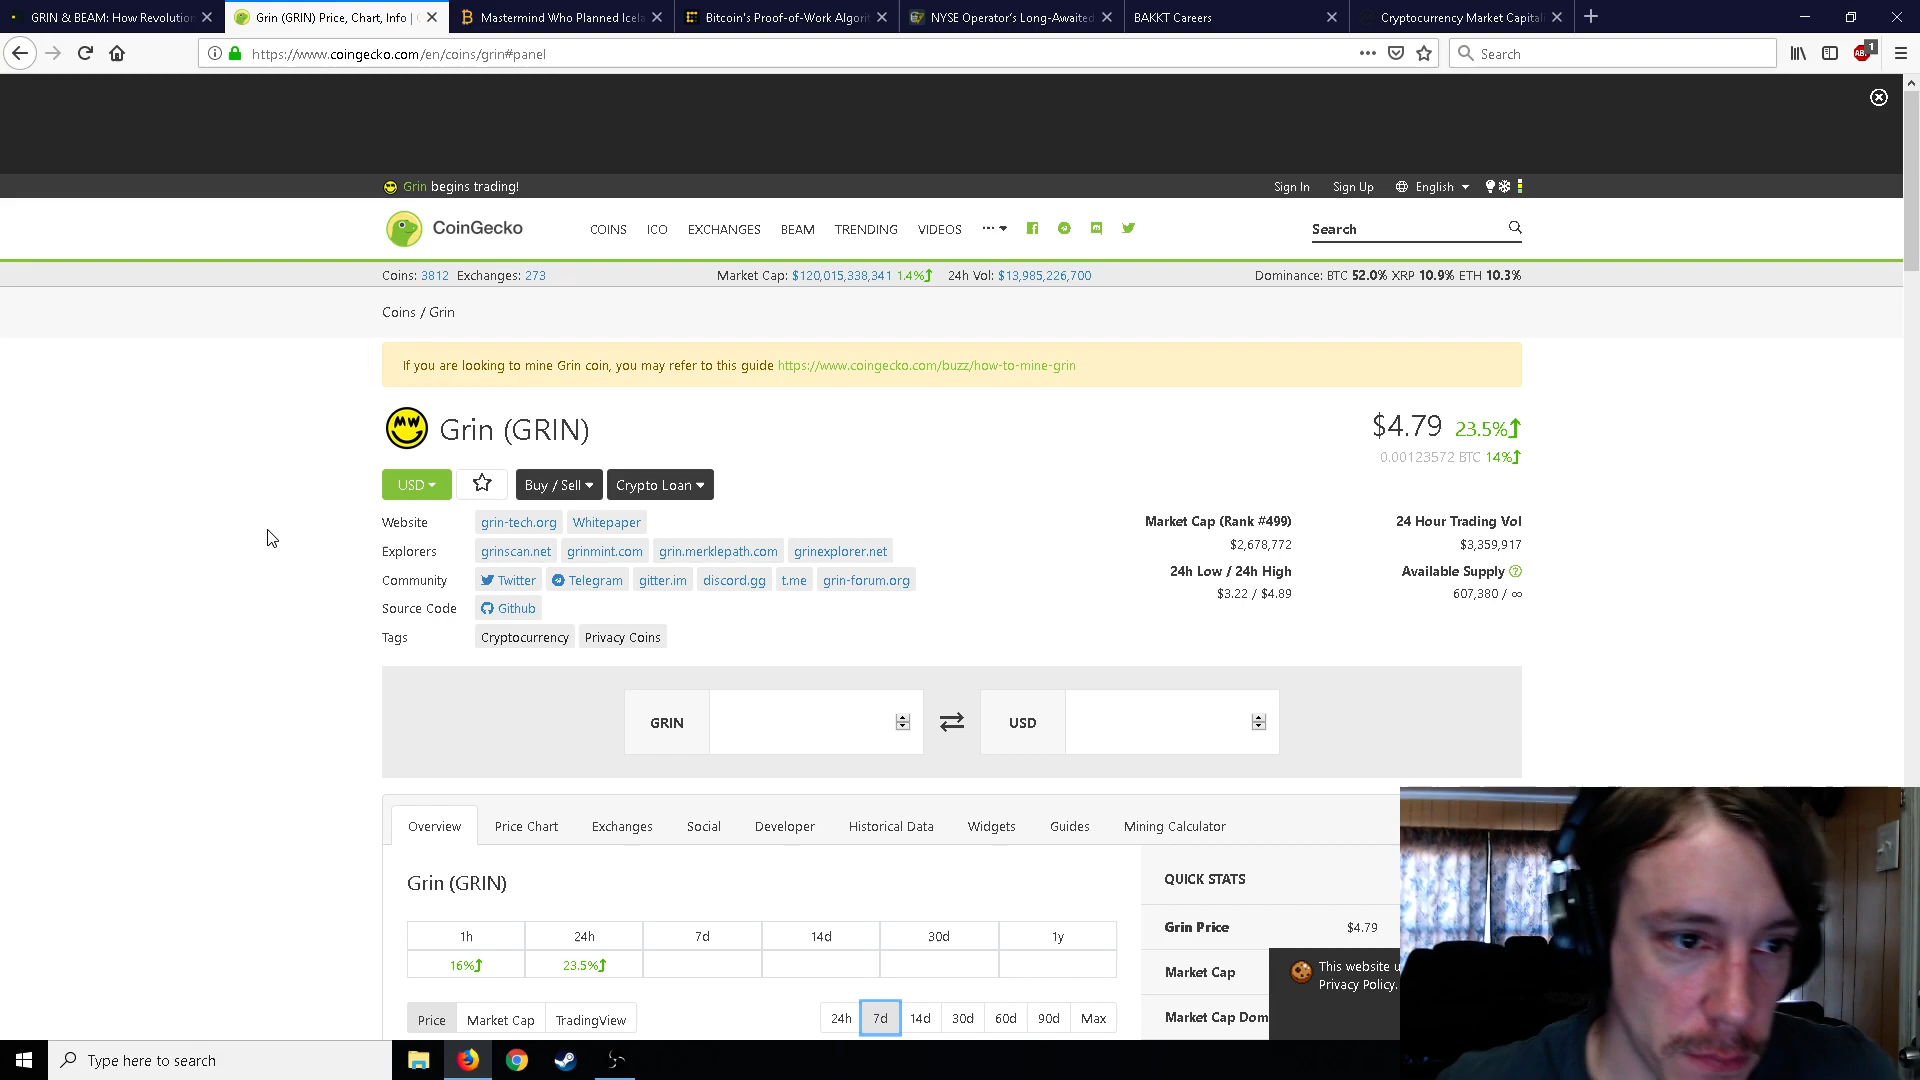 GRIN & BEAM: How Revolution
Grin (GRIN) Price, Chart, Info |
Mastermind Who Planned Icela
Bitcoin's Proof-of-Work Algori
NYSE Operator's Long-Awaited
BAKKT Careers
Cryptocurrency Market Capitali
https://www.coingecko.com/en/coins/grin#panel
Search
1
Grin begins trading!
Sign In
Sign Up
English
CoinGecko
COINS
ICO
EXCHANGES
BEAM
TRENDING
VIDEOS
Search
Coins: 3812 Exchanges: 273
Market Cap: $120,015,338,341 1.4%
24h Vol: $13,985,226,700
Dominance: BTC 52.0% XRP 10.9% ETH 10.3%
Coins / Grin
If you are looking to mine Grin coin, you may refer to this guide https://www.coingecko.com/buzz/how-to-mine-grin
MW
Grin (GRIN)
$4.79 23.5%
0.00123572 BTC 14%
USD
Buy / Sell
Crypto Loan
Website
grin-tech.org
Whitepaper
Explorers
grinscan.net
grinmint.com
grin.merklepath.com
grinexplorer.net
Community
Twitter
Telegram
gitter.im
discord.gg
t.me
grin-forum.org
Source Code
Github
Tags
Cryptocurrency
Privacy Coins
Market Cap (Rank #499)
$2,678,772
24 Hour Trading Vol
$3,359,917
24h Low / 24h High
$3.22 / $4.89
Available Supply ?
607,380 / ∞
GRIN
USD
Overview
Price Chart
Exchanges
Social
Developer
Historical Data
Widgets
Guides
Mining Calculator
Grin (GRIN)
1h 24h 7d 14d 30d 1y
16% 23.5%
Price
Market Cap
TradingView
24h 7d 14d 30d 60d 90d Max
QUICK STATS
Grin Price $4.79
Market Cap
Market Cap Dom
This website u
Privacy Policy.
Type here to search